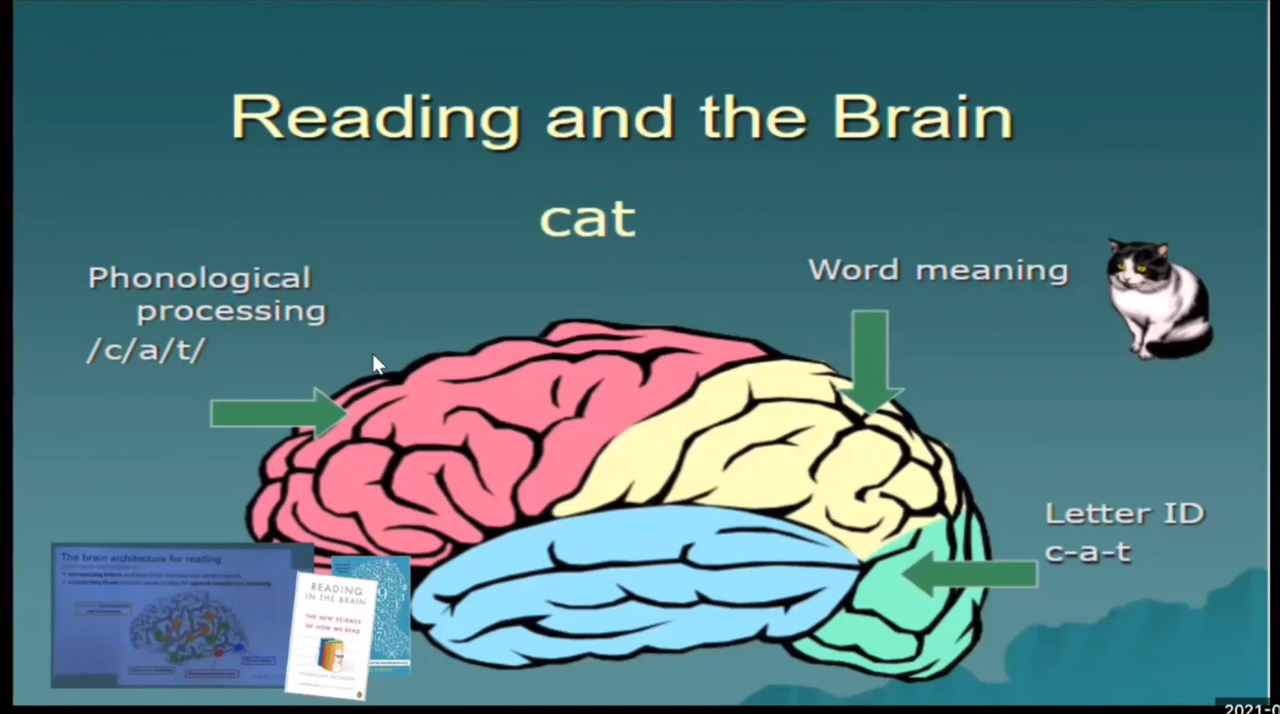 Reading and the Brain
cat
Phonological
processing
/c/a/t/
Word meaning
Letter ID
c-a-t
The brain architecture for reading
READING
IN THE BRAIN
THE NEW SCIENCE
OF HOW WE READ
2021-0